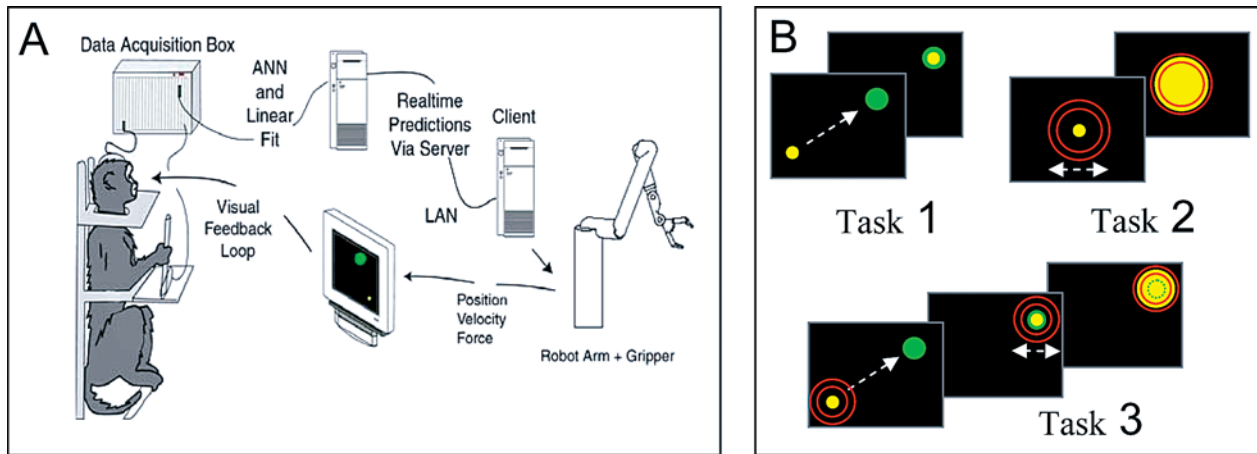 A
Data Acquisition Box
ANN
and
Linear
Fit
Realtime
Predictions
Via Server
Client
LAN
Visual
Feedback
Loop
Position
Velocity
Force
Robot Arm + Gripper
B
Task 1
Task 2
Task 3